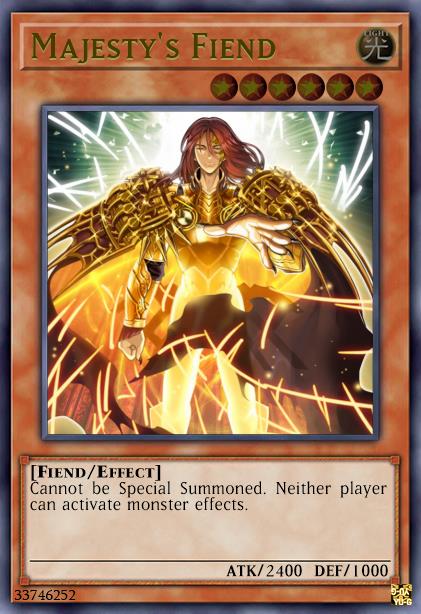 MAJESTY'S FIEND
LIGHT
光
[FIEND/EFFECT]
Cannot be Special Summoned. Neither player
can activate monster effects.
ATK/2400 DEF/1000
33746252